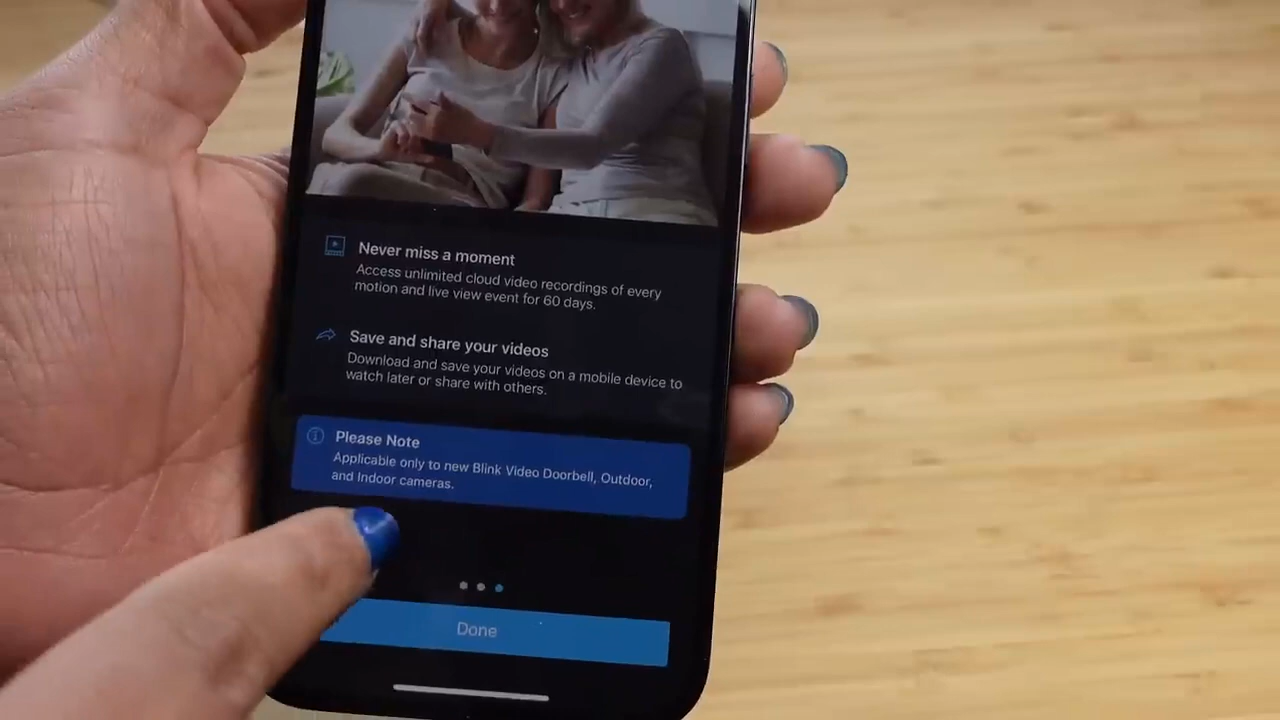 Never miss a moment
Access unlimited cloud video recordings of every
motion and live view event for 60 days.
Save and share your videos
Download and save your videos on a mobile device to
watch later or share with others.
Please Note
Applicable only to new Blink Video Doorbell, Outdoor,
and Indoor cameras.
Done